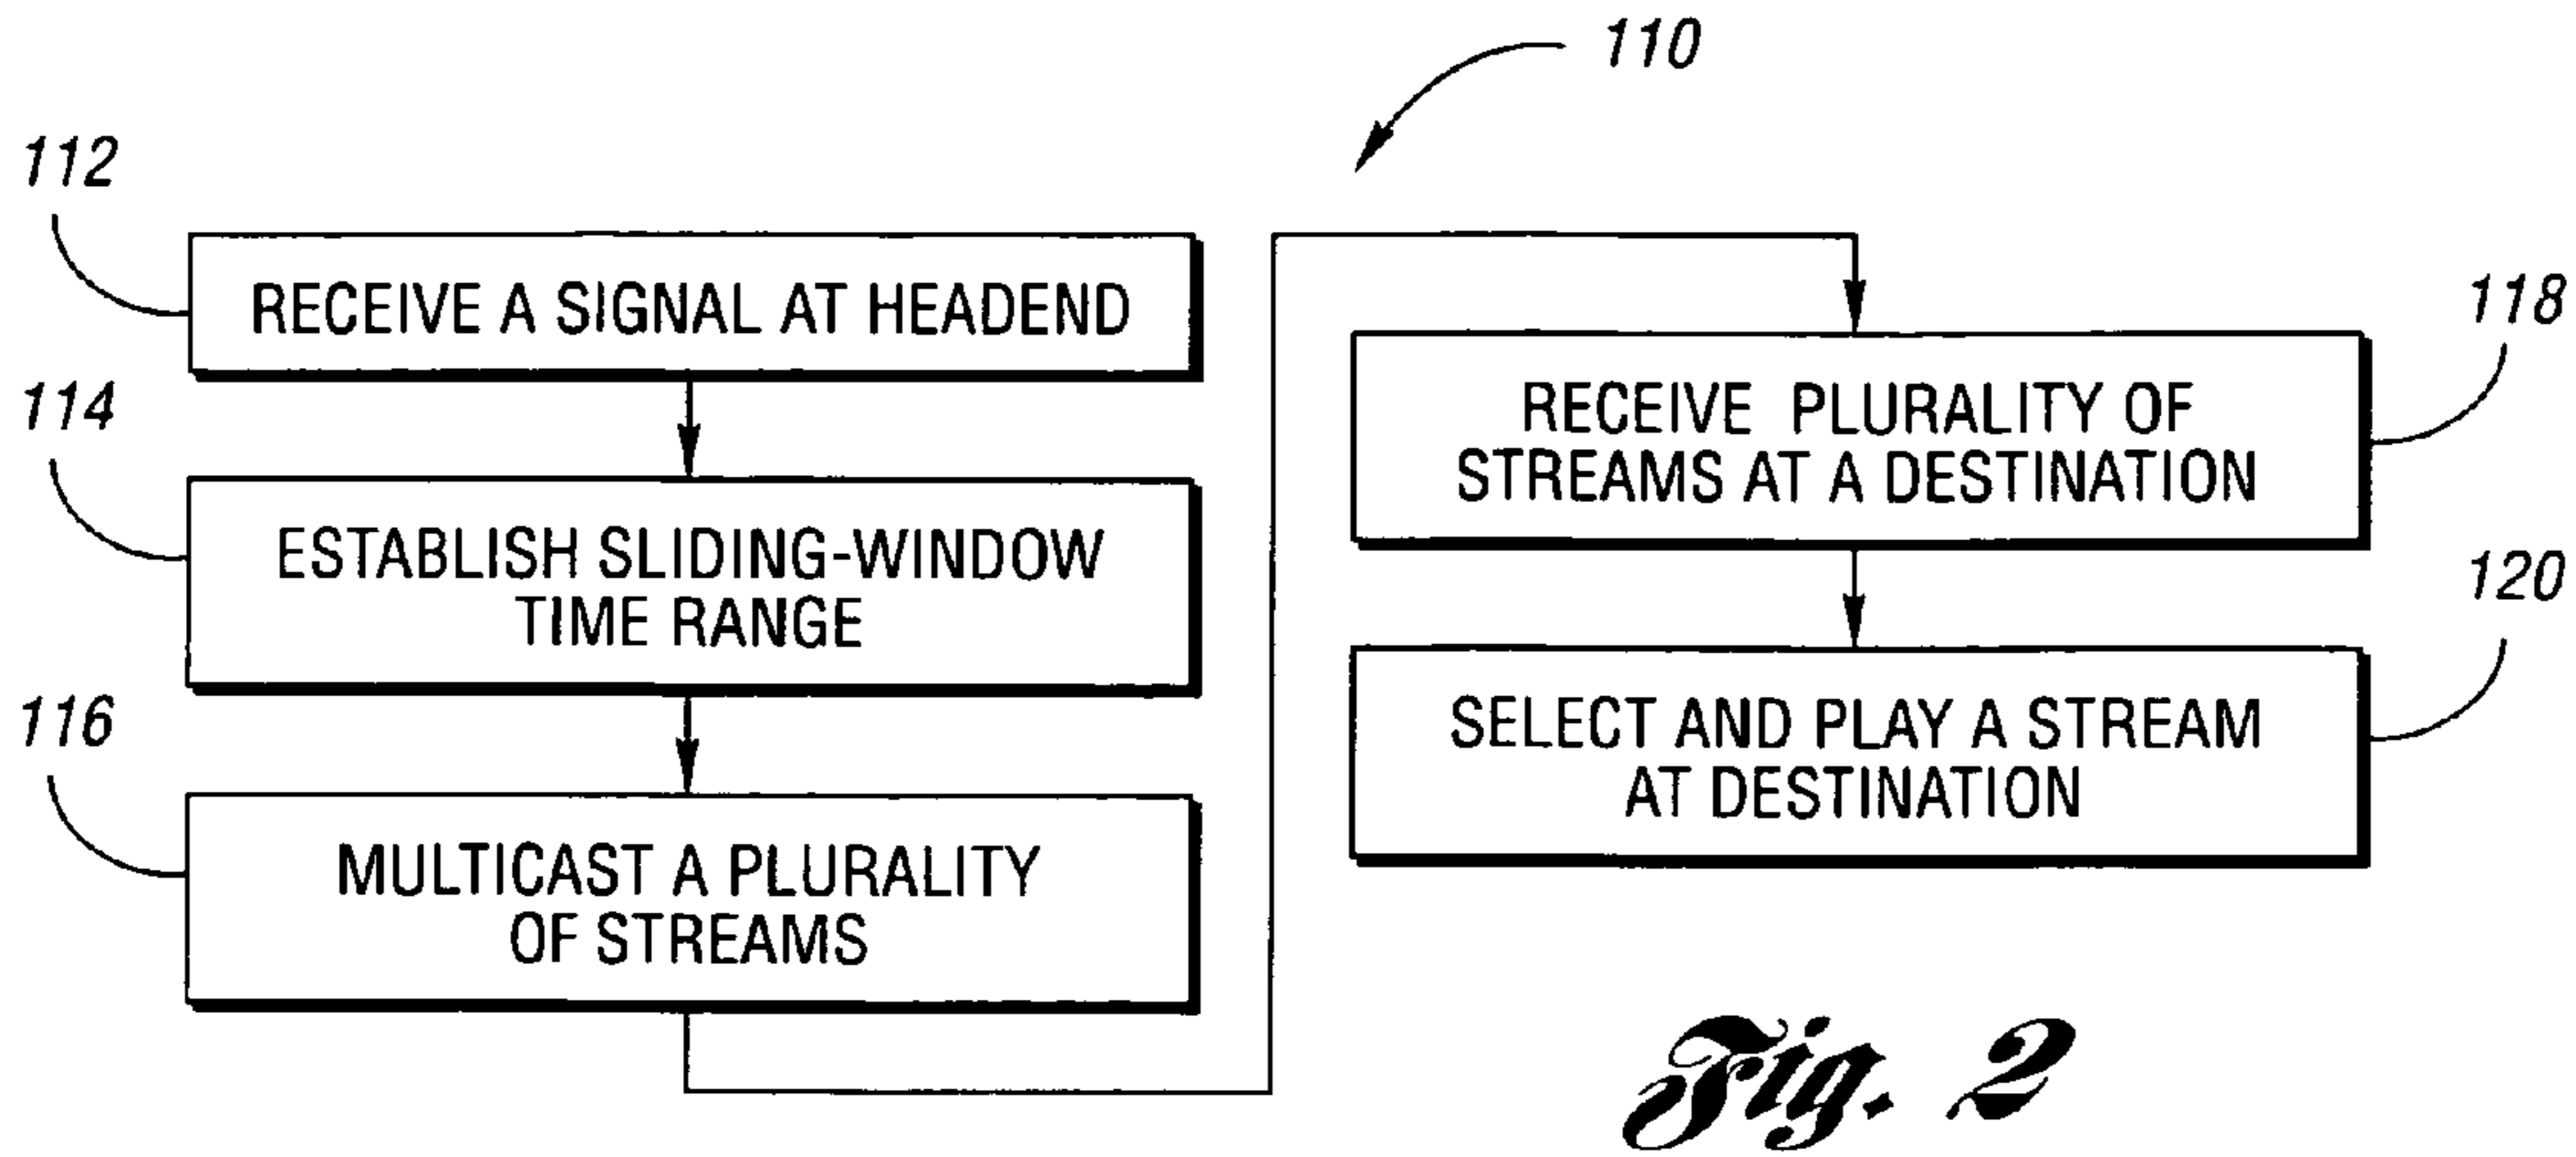 110
112
RECEIVE A SIGNAL AT HEADEND
114
ESTABLISH SLIDING-WINDOW
TIME RANGE
116
MULTICAST A PLURALITY
OF STREAMS
118
RECEIVE PLURALITY OF
STREAMS AT A DESTINATION
120
SELECT AND PLAY A STREAM
AT DESTINATION
Fig. 2